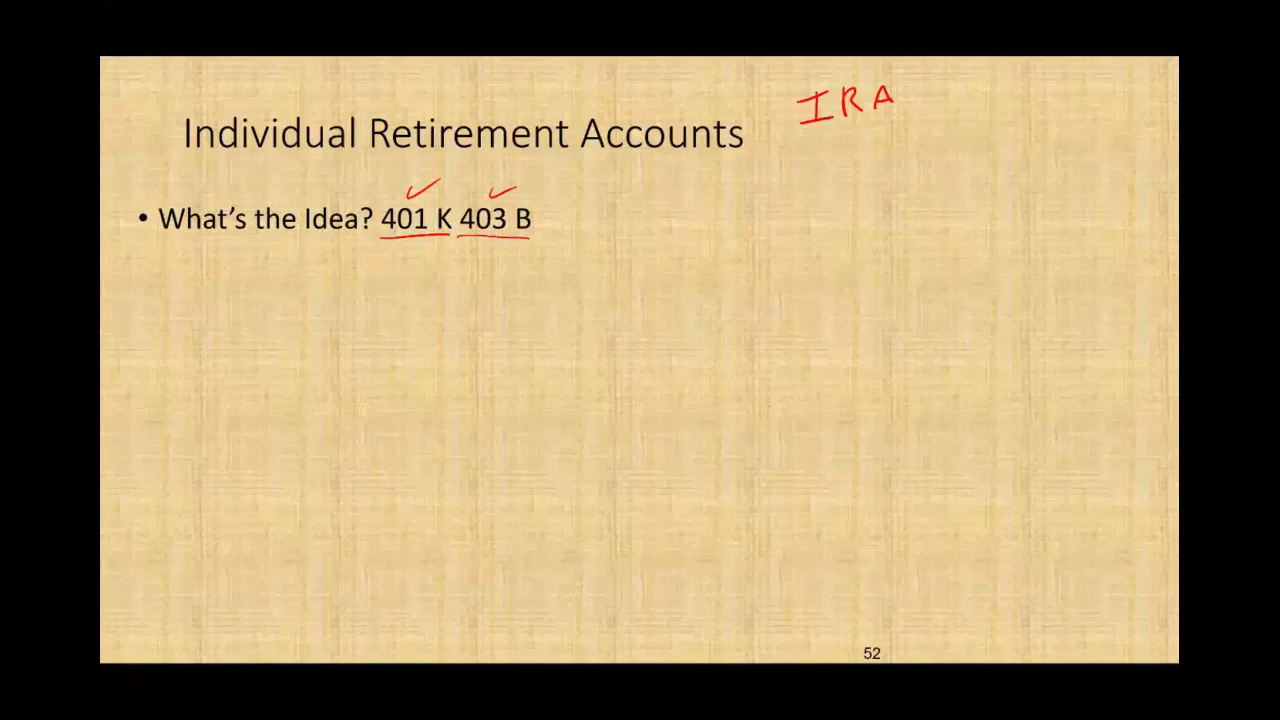 IRA
Individual Retirement Accounts
• What's the Idea? 401 K 403 B
52